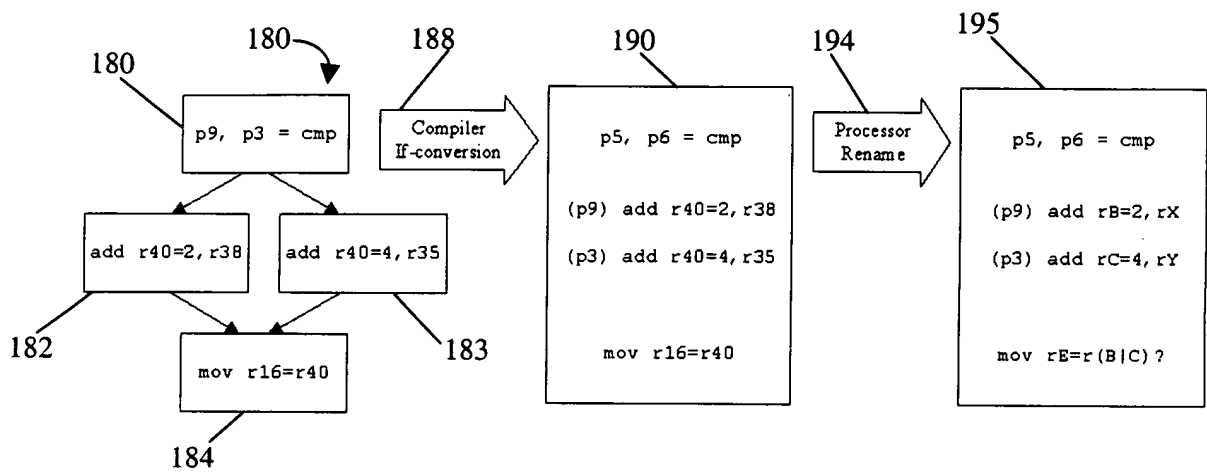 180
180
188
190
194
195
p9, p3 = cmp
Compiler
If-conversion
p5, p6 = cmp
(p9) add r40=2,r38
(p3) add r40=4,r35
mov r16=r40
Processor
Rename
p5, p6 = cmp
(p9) add rB=2,rX
(p3) add rC=4,rY
mov rE=r(B|C)?
add r40=2,r38
add r40=4,r35
182
183
mov r16=r40
184